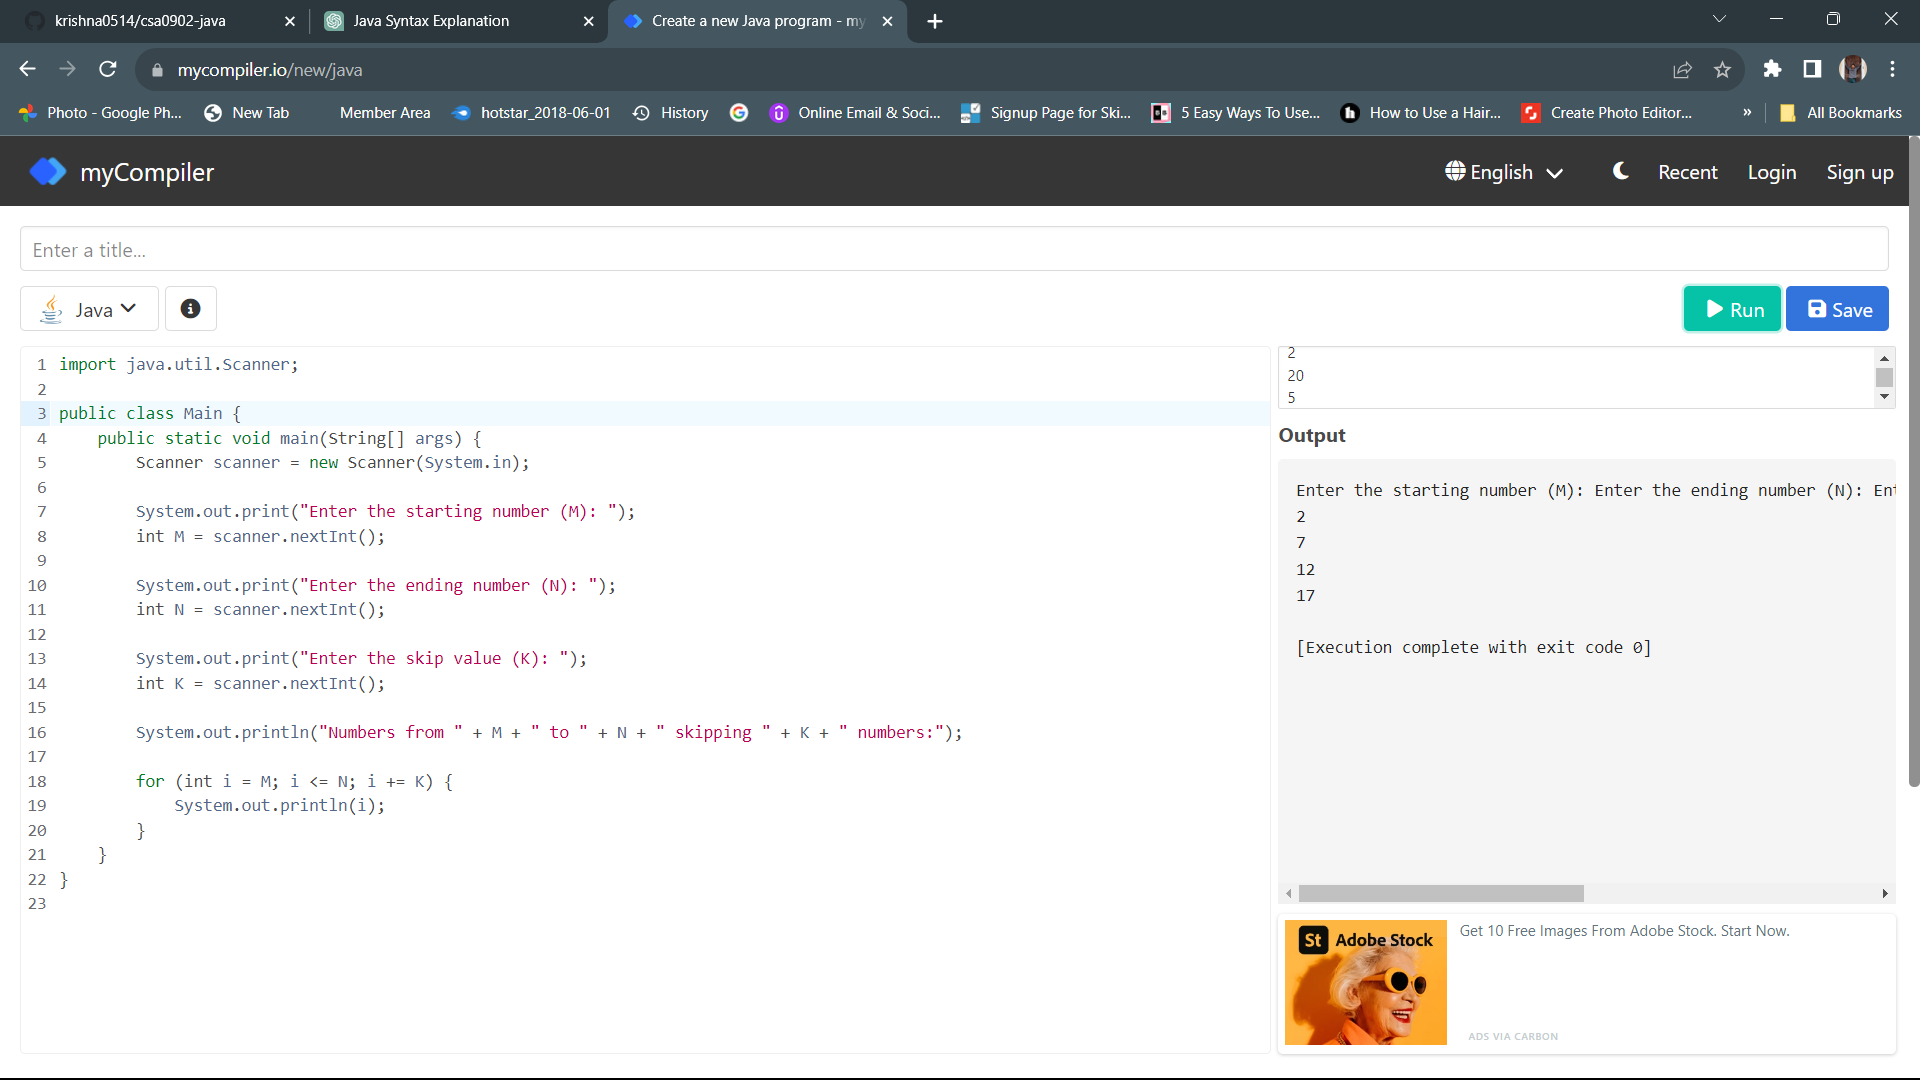 krishna0514/csa0902-java
Java Syntax Explanation
Create a new Java program - my
mycompiler.io/new/java
Photo - Google Ph...
New Tab
Member Area
hotstar_2018-06-01
History
Online Email & Soci...
Signup Page for Ski...
5 Easy Ways To Use...
How to Use a Hair...
Create Photo Editor...
»
All Bookmarks
myCompiler
English
Recent
Login
Sign up
Enter a title...
Java
Run
Save
1 import java.util.Scanner;
2
3 public class Main {
4 public static void main(String[] args) {
5 Scanner scanner = new Scanner(System.in);
6
7 System.out.print("Enter the starting number (M): ");
8 int M = scanner.nextInt();
9
10 System.out.print("Enter the ending number (N): ");
11 int N = scanner.nextInt();
12
13 System.out.print("Enter the skip value (K): ");
14 int K = scanner.nextInt();
15
16 System.out.println("Numbers from " + M + " to " + N + " skipping " + K + " numbers:");
17
18 for (int i = M; i <= N; i += K) {
19 System.out.println(i);
20 }
21 }
22 }
23
2
20
5
Output
Enter the starting number (M): Enter the ending number (N): Ent
2
7
12
17
[Execution complete with exit code 0]
St Adobe Stock
Get 10 Free Images From Adobe Stock. Start Now.
ADS VIA CARBON